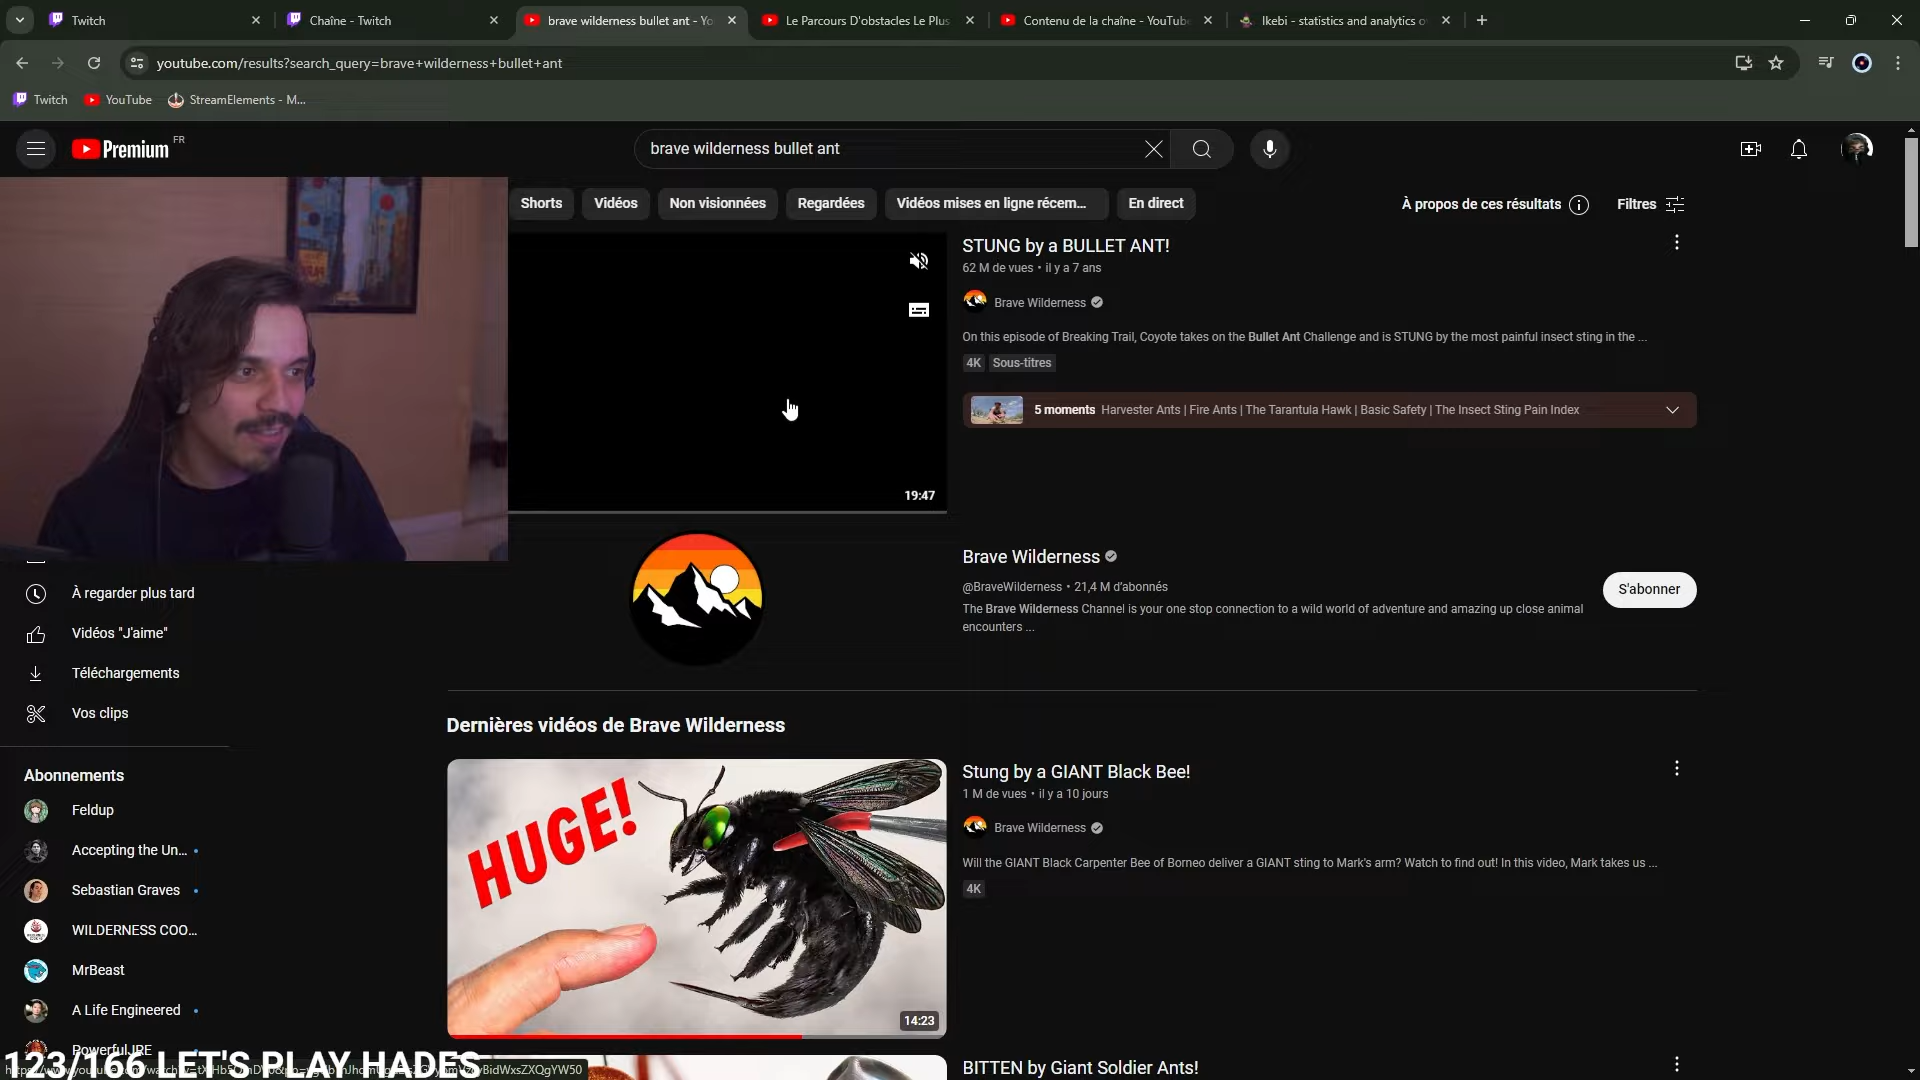 Twitch
Chaîne - Twitch
brave wilderness bullet ant - Yo
Le Parcours D'obstacles Le Plus
Contenu de la chaîne - YouTube
Ikebi - statistics and analytics o
youtube.com/results?search_query=brave+wilderness+bullet+ant
Twitch
YouTube
StreamElements - M...
Premium FR
brave wilderness bullet ant
Shorts
Vidéos
Non visionnées
Regardées
Vidéos mises en ligne récem...
En direct
À propos de ces résultats
Filtres
STUNG by a BULLET ANT!
62 M de vues • il y a 7 ans
Brave Wilderness
On this episode of Breaking Trail, Coyote takes on the Bullet Ant Challenge and is STUNG by the most painful insect sting in the ...
4K Sous-titres
5 moments Harvester Ants | Fire Ants | The Tarantula Hawk | Basic Safety | The Insect Sting Pain Index
19:47
Brave Wilderness
@BraveWilderness • 21,4 M d'abonnés
The Brave Wilderness Channel is your one stop connection to a wild world of adventure and amazing up close animal
encounters ...
S'abonner
À regarder plus tard
Vidéos "J'aime"
Téléchargements
Vos clips
Dernières vidéos de Brave Wilderness
HUGE!
14:23
Stung by a GIANT Black Bee!
1 M de vues • il y a 10 jours
Brave Wilderness
Will the GIANT Black Carpenter Bee of Borneo deliver a GIANT sting to Mark's arm? Watch to find out! In this video, Mark takes us ...
4K
Abonnements
Feldup
Accepting the Un...
Sebastian Graves
WILDERNESS COO...
MrBeast
A Life Engineered
PowerfulJRE
123/166 LET'S PLAY HADES
BITTEN by Giant Soldier Ants!